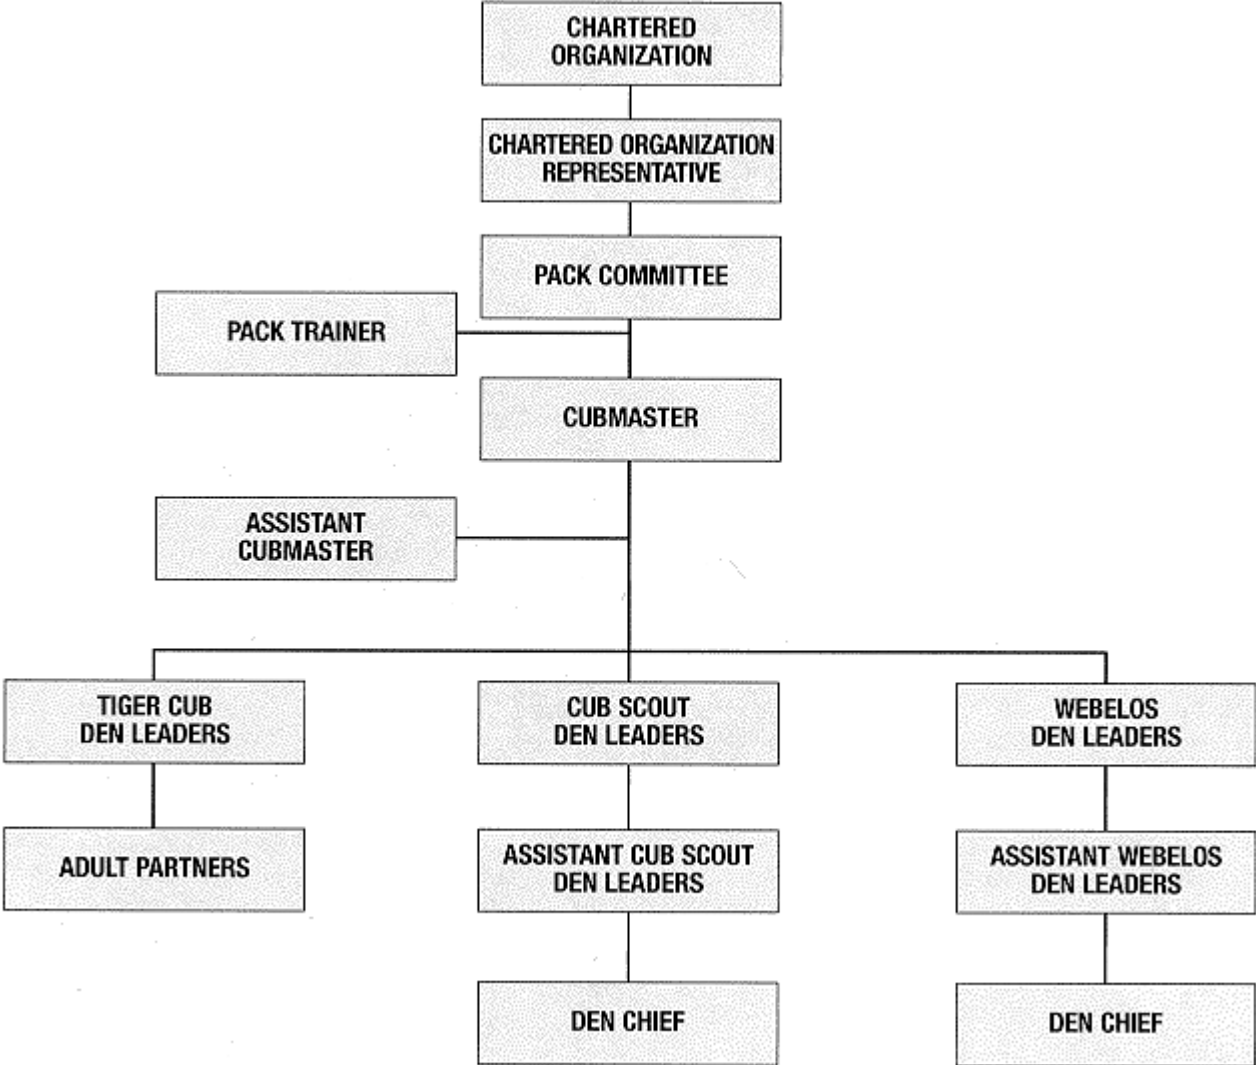 CHARTERED
ORGANIZATION
CHARTERED ORGANIZATION
REPRESENTATIVE
PACK COMMITTEE
PACK TRAINER
CUBMASTER
ASSISTANT
CUBMASTER
TIGER CUB
DEN LEADERS
CUB SCOUT
DEN LEADERS
WEBELOS
DEN LEADERS
ADULT PARTNERS
ASSISTANT CUB SCOUT
DEN LEADERS
ASSISTANT WEBELOS
DEN LEADERS
DEN CHIEF
DEN CHIEF